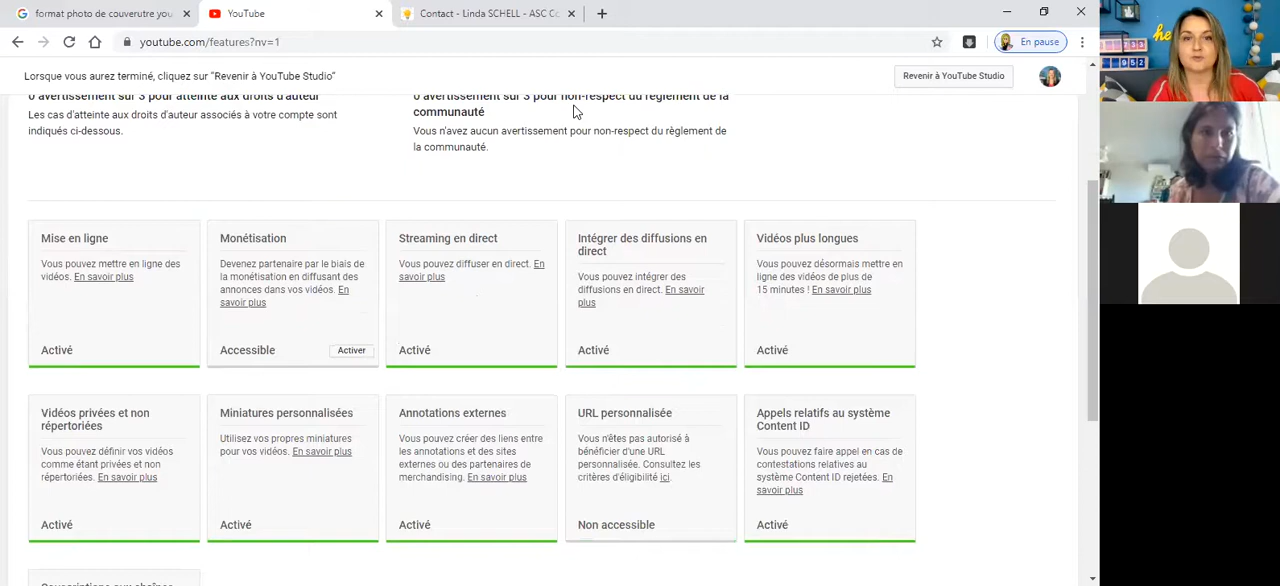 format photo de couverutre you
YouTube
Contact - Linda SCHELL - ASC Co
youtube.com/features?nv=1
En pause
Lorsque vous aurez terminé, cliquez sur "Revenir à YouTube Studio"
Revenir à YouTube Studio
0 avertissement sur 3 pour atteinte aux droits d'auteur
Les cas d'atteinte aux droits d'auteur associés à votre compte sont
indiqués ci-dessous.
0 avertissement sur 3 pour non-respect du règlement de la
communauté
Vous n'avez aucun avertissement pour non-respect du règlement de
la communauté.
Mise en ligne
Vous pouvez mettre en ligne des
vidéos. En savoir plus
Activé
Monétisation
Devenez partenaire par le biais de
la monétisation en diffusant des
annonces dans vos vidéos. En
savoir plus
Accessible
Activer
Streaming en direct
Vous pouvez diffuser en direct. En
savoir plus
Activé
Intégrer des diffusions en
direct
Vous pouvez intégrer des
diffusions en direct. En savoir
plus
Activé
Vidéos plus longues
Vous pouvez désormais mettre en
ligne des vidéos de plus de
15 minutes ! En savoir plus
Activé
Vidéos privées et non
répertoriées
Vous pouvez définir vos vidéos
comme étant privées et non
répertoriées. En savoir plus
Activé
Miniatures personnalisées
Utilisez vos propres miniatures
pour vos vidéos. En savoir plus
Activé
Annotations externes
Vous pouvez créer des liens entre
les annotations et des sites
externes ou des partenaires de
merchandising. En savoir plus
Activé
URL personnalisée
Vous n'êtes pas autorisé à
bénéficier d'une URL
personnalisée. Consultez les
critères d'éligibilité ici.
Non accessible
Appels relatifs au système
Content ID
Vous pouvez faire appel en cas de
contestations relatives au
système Content ID rejetées. En
savoir plus
Activé